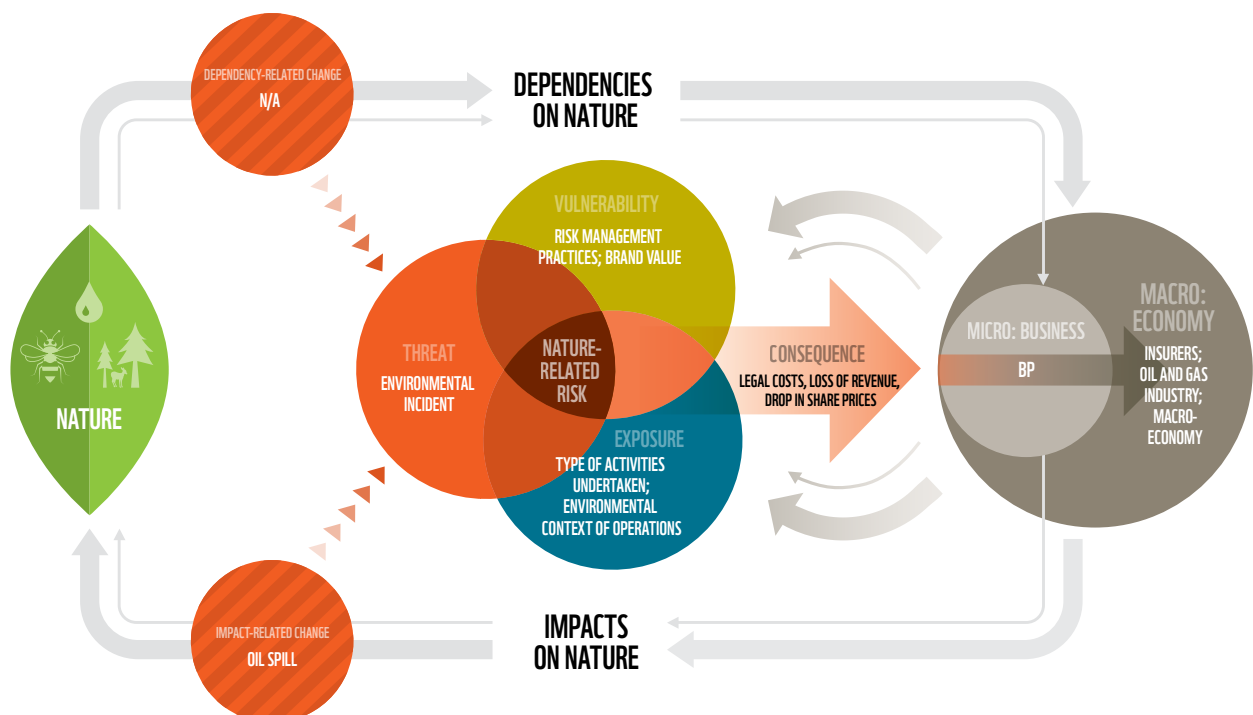 DEPENDENCY-RELATED CHANGE
N/A
DEPENDENCIES
ON NATURE
VULNERABILITY
RISK MANAGEMENT
PRACTICES; BRAND VALUE
NATURE
THREAT
ENVIRONMENTAL
INCIDENT
NATURE-
RELATED
RISK
CONSEQUENCE
LEGAL COSTS, LOSS OF REVENUE,
DROP IN SHARE PRICES
MICRO: BUSINESS
BP
MACRO:
ECONOMY
INSURERS;
OIL AND GAS
INDUSTRY;
MACRO-
ECONOMY
EXPOSURE
TYPE OF ACTIVITIES
UNDERTAKEN;
ENVIRONMENTAL
CONTEXT OF OPERATIONS
IMPACT-RELATED CHANGE
OIL SPILL
IMPACTS
ON NATURE